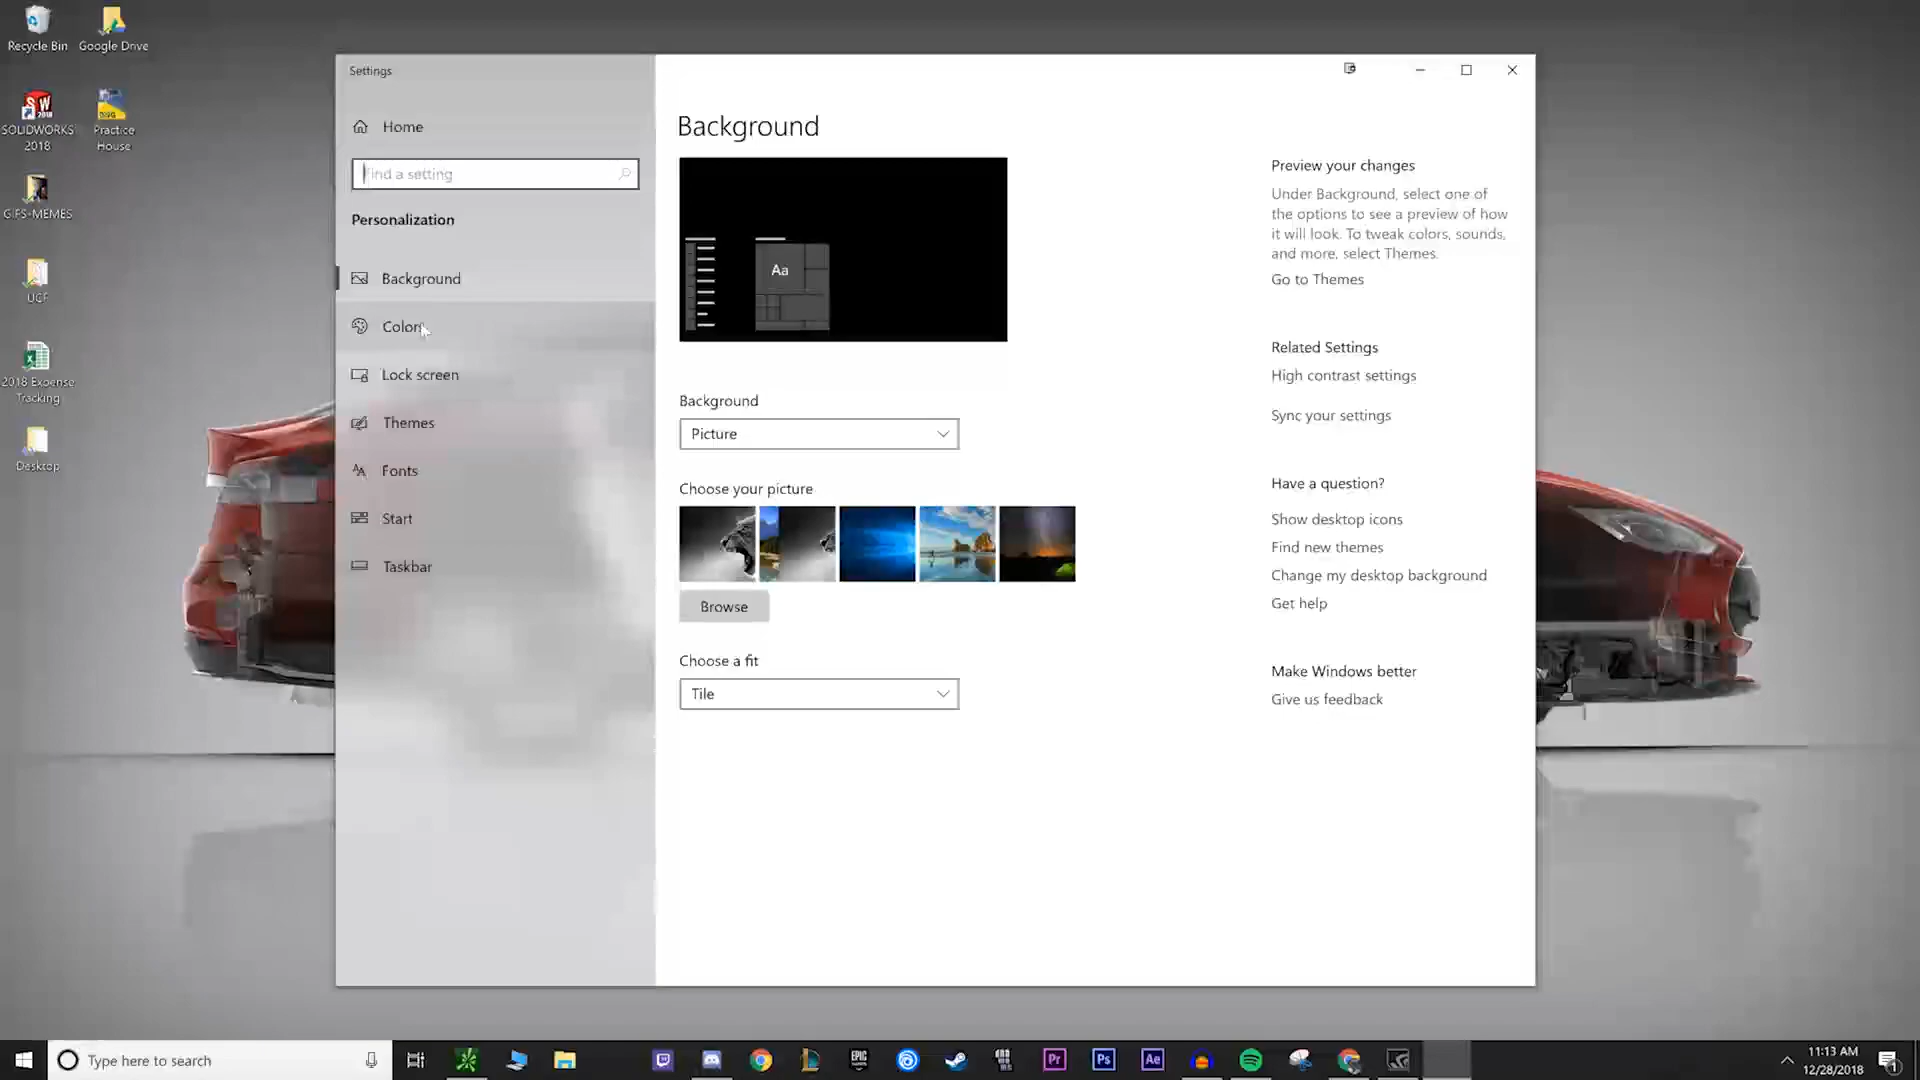 Recycle Bin
Google Drive
SOLIDWORKS
2018
Practice
House
GIFS+MEMES
UCF
2018 Expense
Tracking
Desktop
Settings
Home
Find a setting
Personalization
Background
Colors
Lock screen
Themes
Fonts
Start
Taskbar
Background
Aa
Background
Picture
Choose your picture
Browse
Choose a fit
Tile
Preview your changes
Under Background, select one of
the options to see a preview of how
it will look. To tweak colors, sounds,
and more, select Themes.
Go to Themes
Related Settings
High contrast settings
Sync your settings
Have a question?
Show desktop icons
Find new themes
Change my desktop background
Get help
Make Windows better
Give us feedback
Type here to search
EPIC
Pr
Ps
Ae
11:13 AM
12/28/2018
1